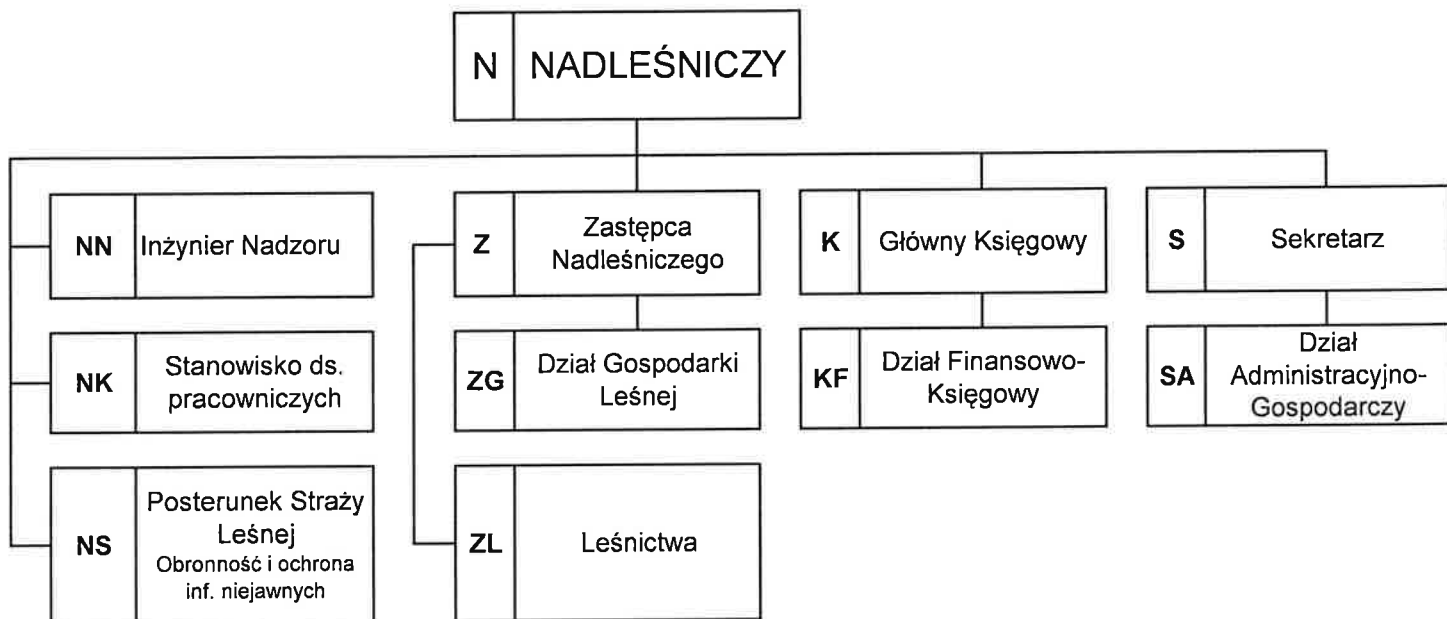 N NADLEŚNICZY
NN Inżynier Nadzoru
Z Zastępca
Nadleśniczego
K Główny Księgowy
S Sekretarz
NK Stanowisko ds.
pracowniczych
ZG Dział Gospodarki
Leśnej
KF Dział Finansowo-
Księgowy
SA Dział
Administracyjno-
Gospodarczy
NS Posterunek Straży
Leśnej
Obronność i ochrona
inf. niejawnych
ZL Leśnictwa